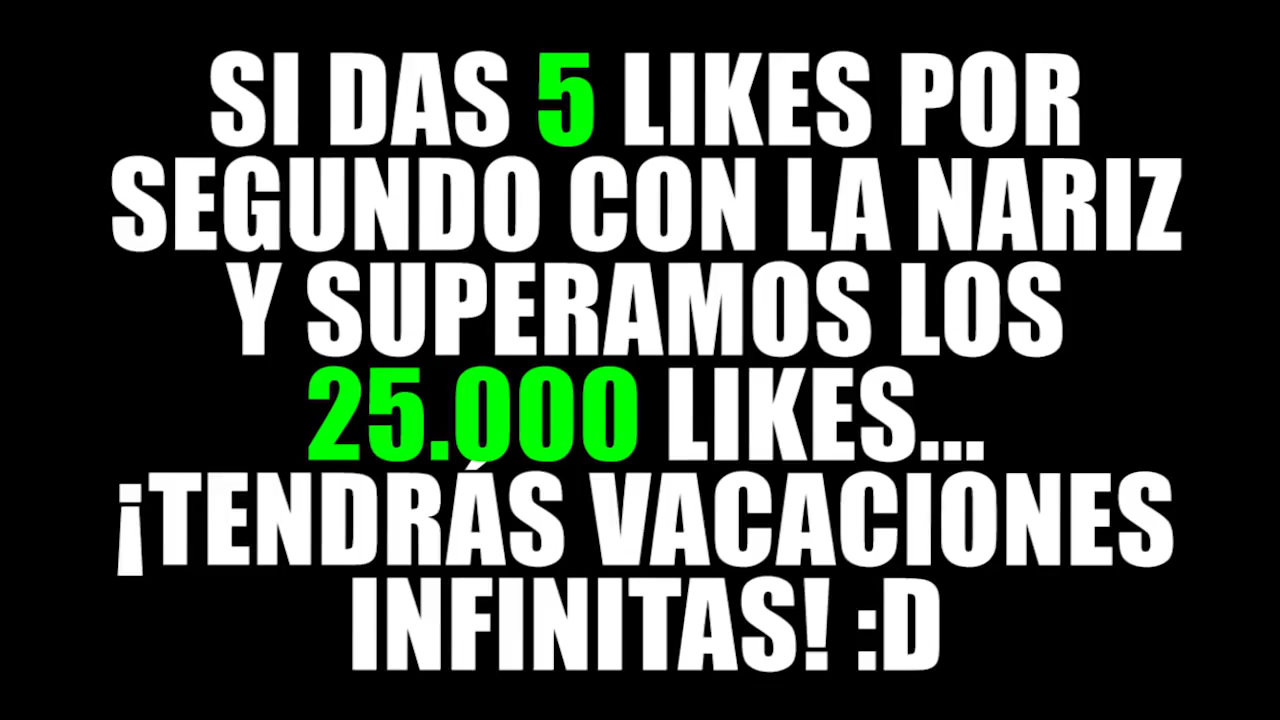 SI DAS 5 LIKES POR
SEGUNDO CON LA NARIZ
Y SUPERAMOS LOS
25.000 LIKES...
¡TENDRÁS VACACIONES
INFINITAS! :D